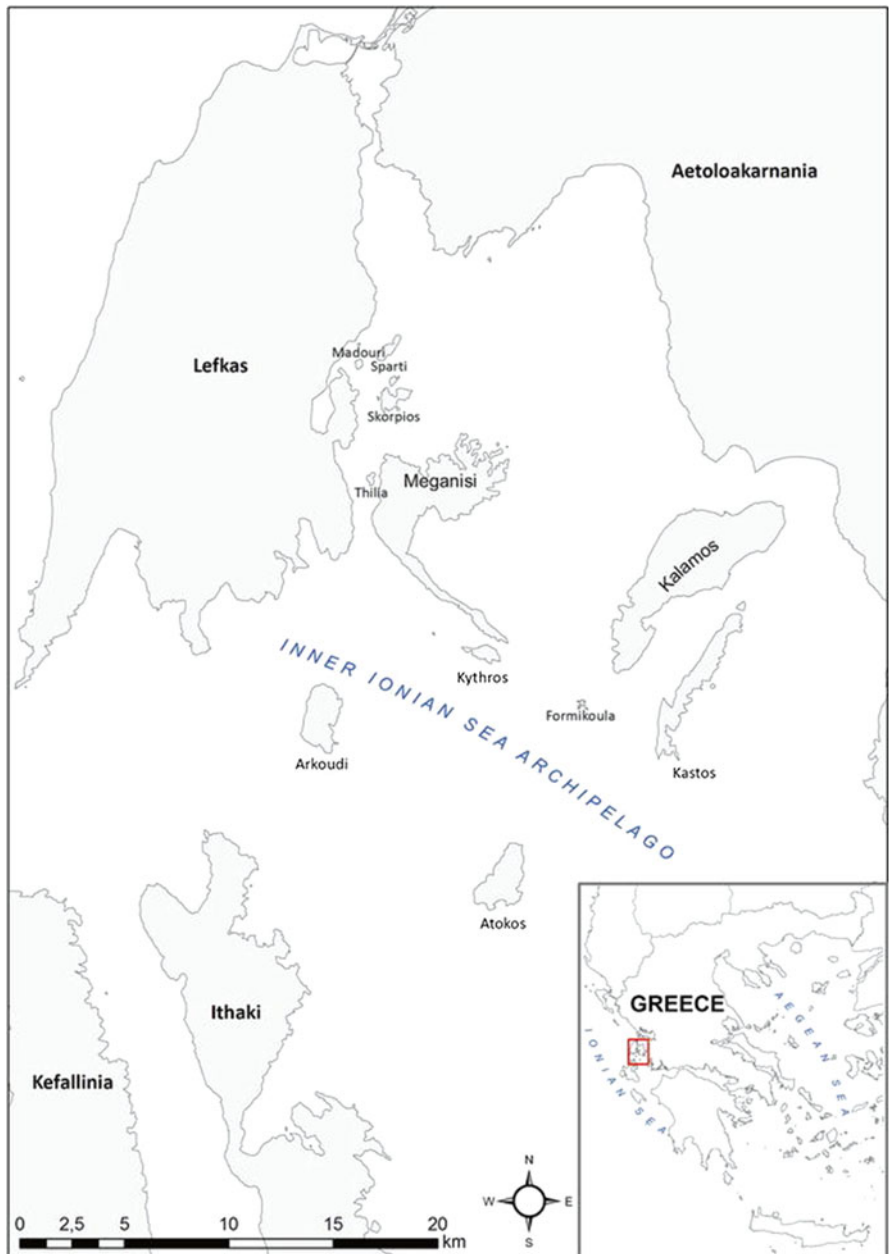 Aetoloakarnania
Lefkas
Madouri
Sparti
Skorpios
Thilia
Meganisi
Kalamos
Kythros
INNER IONIAN SEA ARCHIPELAGO
Formikoula
Arkoudi
Kastos
Atokos
Ithaki
Kefallinia
GREECE
IONIAN SEA
AEGEAN SEA
N
W E
S
0 2,5 5 10 15 20
km